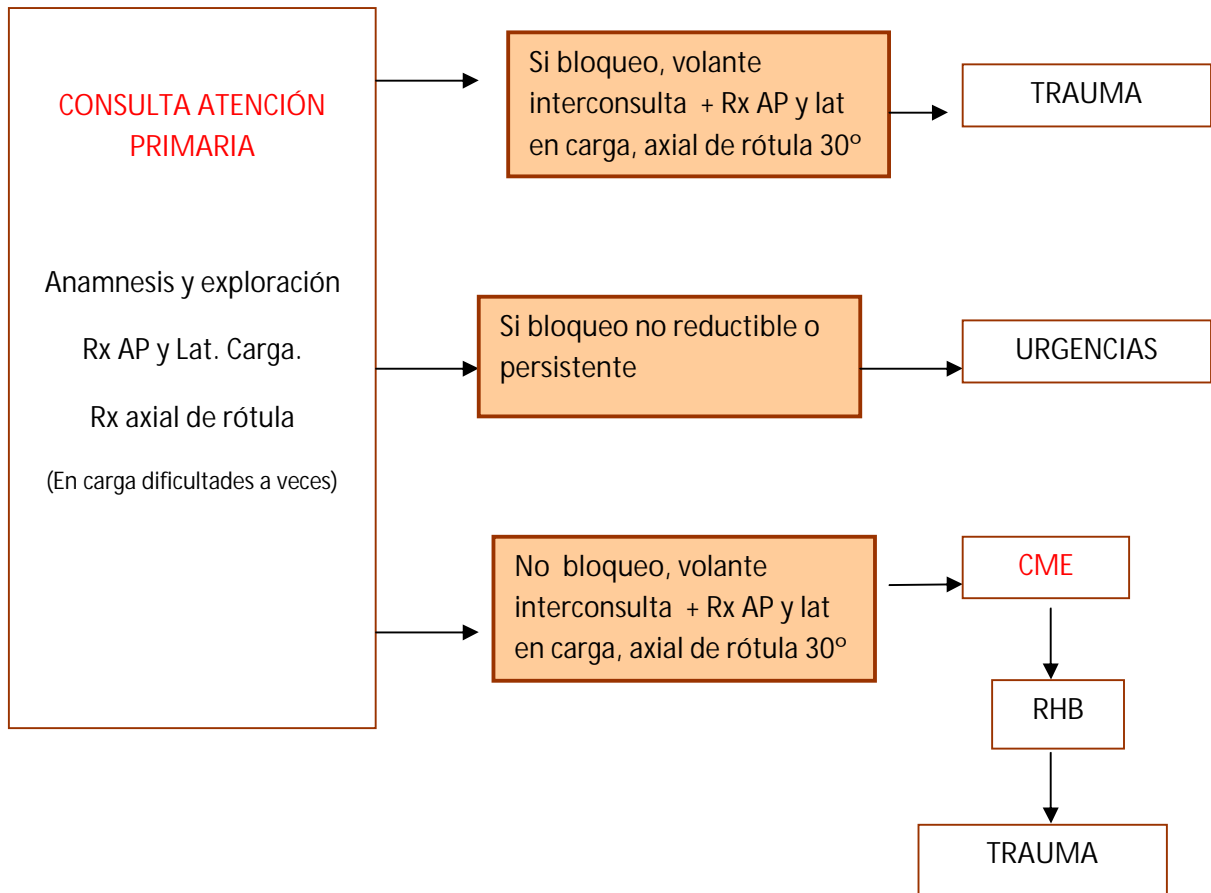 CONSULTA ATENCIÓN
PRIMARIA
Anamnesis y exploración
Rx AP y Lat. Carga.
Rx axial de rótula
(En carga dificultades a veces)
Si bloqueo, volante
interconsulta + Rx AP y lat
en carga, axial de rótula 30º
TRAUMA
Si bloqueo no reductible o
persistente
URGENCIAS
No bloqueo, volante
interconsulta + Rx AP y lat
en carga, axial de rótula 30º
CME
RHB
TRAUMA